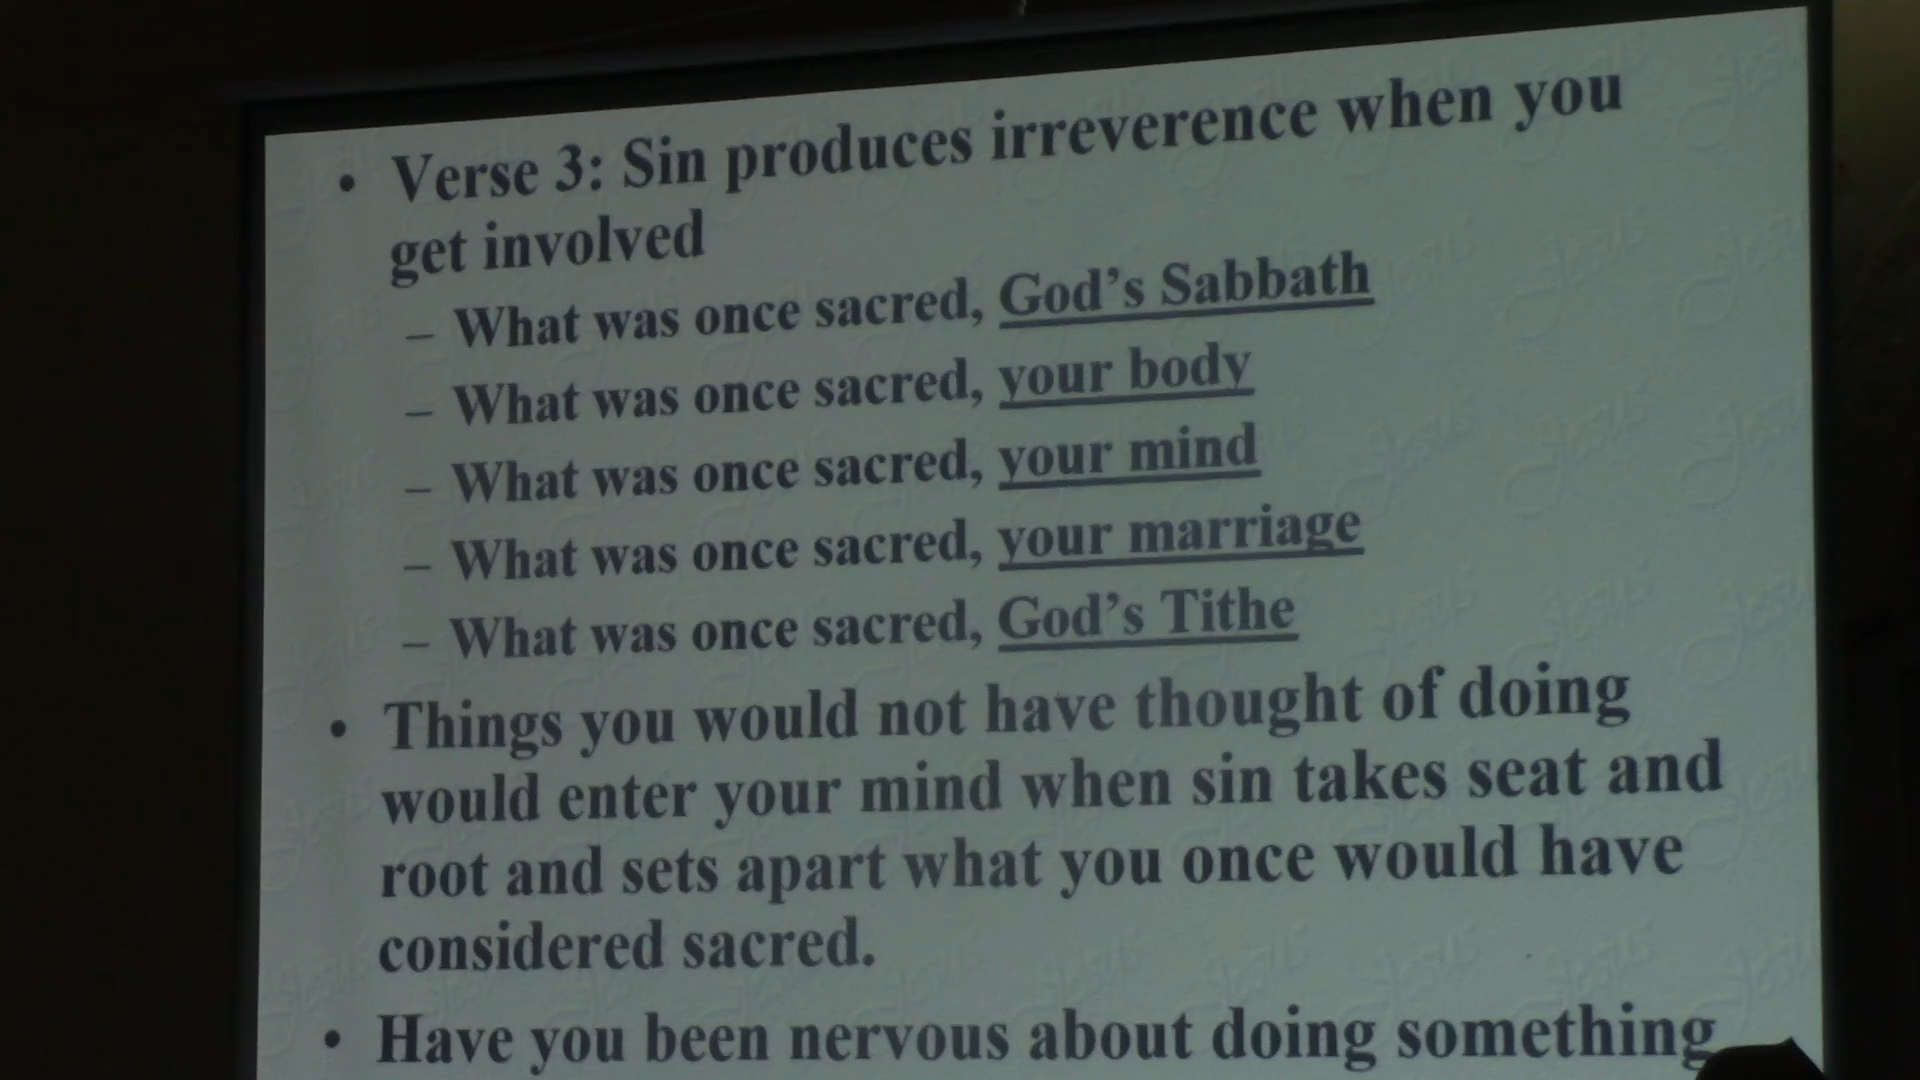 • Verse 3: Sin produces irreverence when you
get involved
– What was once sacred, God’s Sabbath
– What was once sacred, your body
– What was once sacred, your mind
– What was once sacred, your marriage
– What was once sacred, God’s Tithe
• Things you would not have thought of doing
would enter your mind when sin takes seat and
root and sets apart what you once would have
considered sacred.
• Have you been nervous about doing something